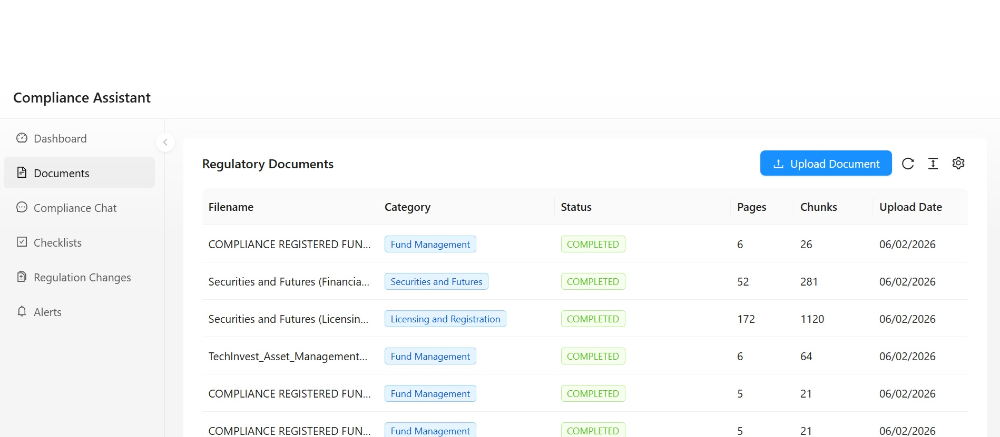 Compliance Assistant
Dashboard
Documents
Compliance Chat
Checklists
Regulation Changes
Alerts
Regulatory Documents
Upload Document
Filename Category Status Pages Chunks Upload Date
COMPLIANCE REGISTERED FUN... Fund Management COMPLETED 6 26 06/02/2026
Securities and Futures (Financia... Securities and Futures COMPLETED 52 281 06/02/2026
Securities and Futures (Licensin... Licensing and Registration COMPLETED 172 1120 06/02/2026
TechInvest_Asset_Management... Fund Management COMPLETED 6 64 06/02/2026
COMPLIANCE REGISTERED FUN... Fund Management COMPLETED 5 21 06/02/2026
COMPLIANCE REGISTERED FUN... Fund Management COMPLETED 5 21 06/02/2026